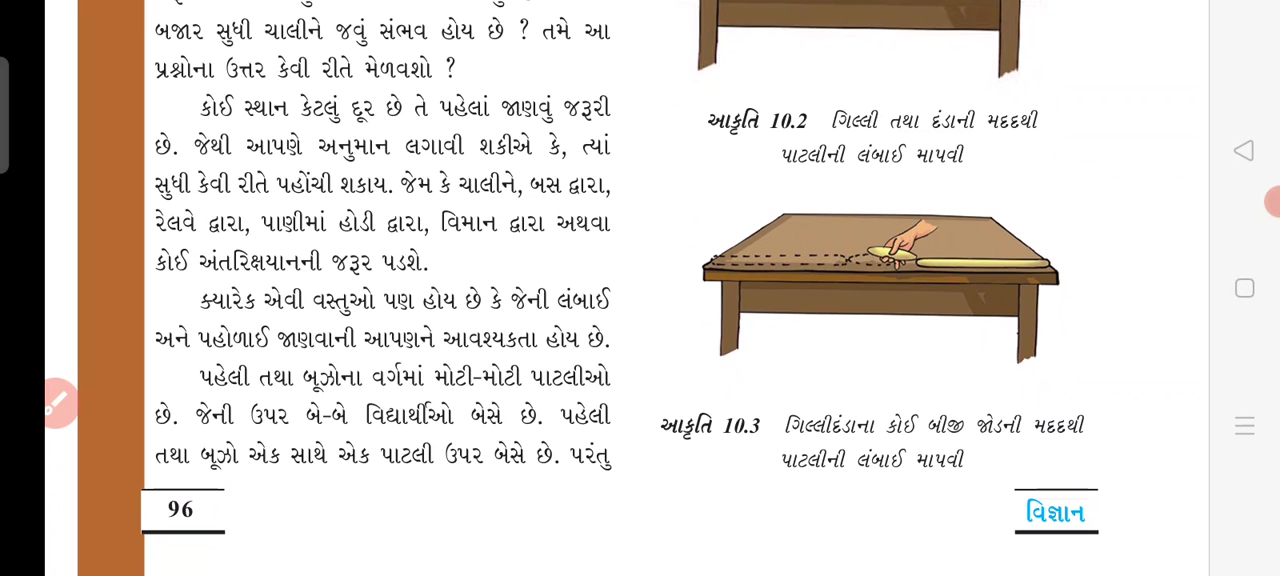 બજાર સુધી ચાલીને જવું સંભવ હોય છે ? તમે આ
પ્રશ્નોના ઉત્તર કેવી રીતે મેળવશો ?
કોઈ સ્થાન કેટલું દૂર છે તે પહેલાં જાણવું જરૂરી
છે. જેથી આપણે અનુમાન લગાવી શકીએ કે, ત્યાં
સુધી કેવી રીતે પહોંચી શકાય. જેમ કે ચાલીને, બસ દ્વારા,
રેલવે દ્વારા, પાણીમાં હોડી દ્વારા, વિમાન દ્વારા અથવા
કોઈ અંતરિક્ષયાનની જરૂર પડશે.
ક્યારેક એવી વસ્તુઓ પણ હોય છે કે જેની લંબાઈ
અને પહોળાઈ જાણવાની આપણને આવશ્યકતા હોય છે.
પહેલી તથા બૂઝોના વર્ગમાં મોટી-મોટી પાટલીઓ
છે. જેની ઉપર બે-બે વિદ્યાર્થીઓ બેસે છે. પહેલી
તથા બૂઝો એક સાથે એક પાટલી ઉપર બેસે છે. પરંતુ
96
આકૃતિ 10.2 ગિલ્લી તથા દંડાની મદદથી
પાટલીની લંબાઈ માપવી
આકૃતિ 10.3 ગિલ્લીદંડાના કોઈ બીજી જોડની મદદથી
પાટલીની લંબાઈ માપવી
વિજ્ઞાન